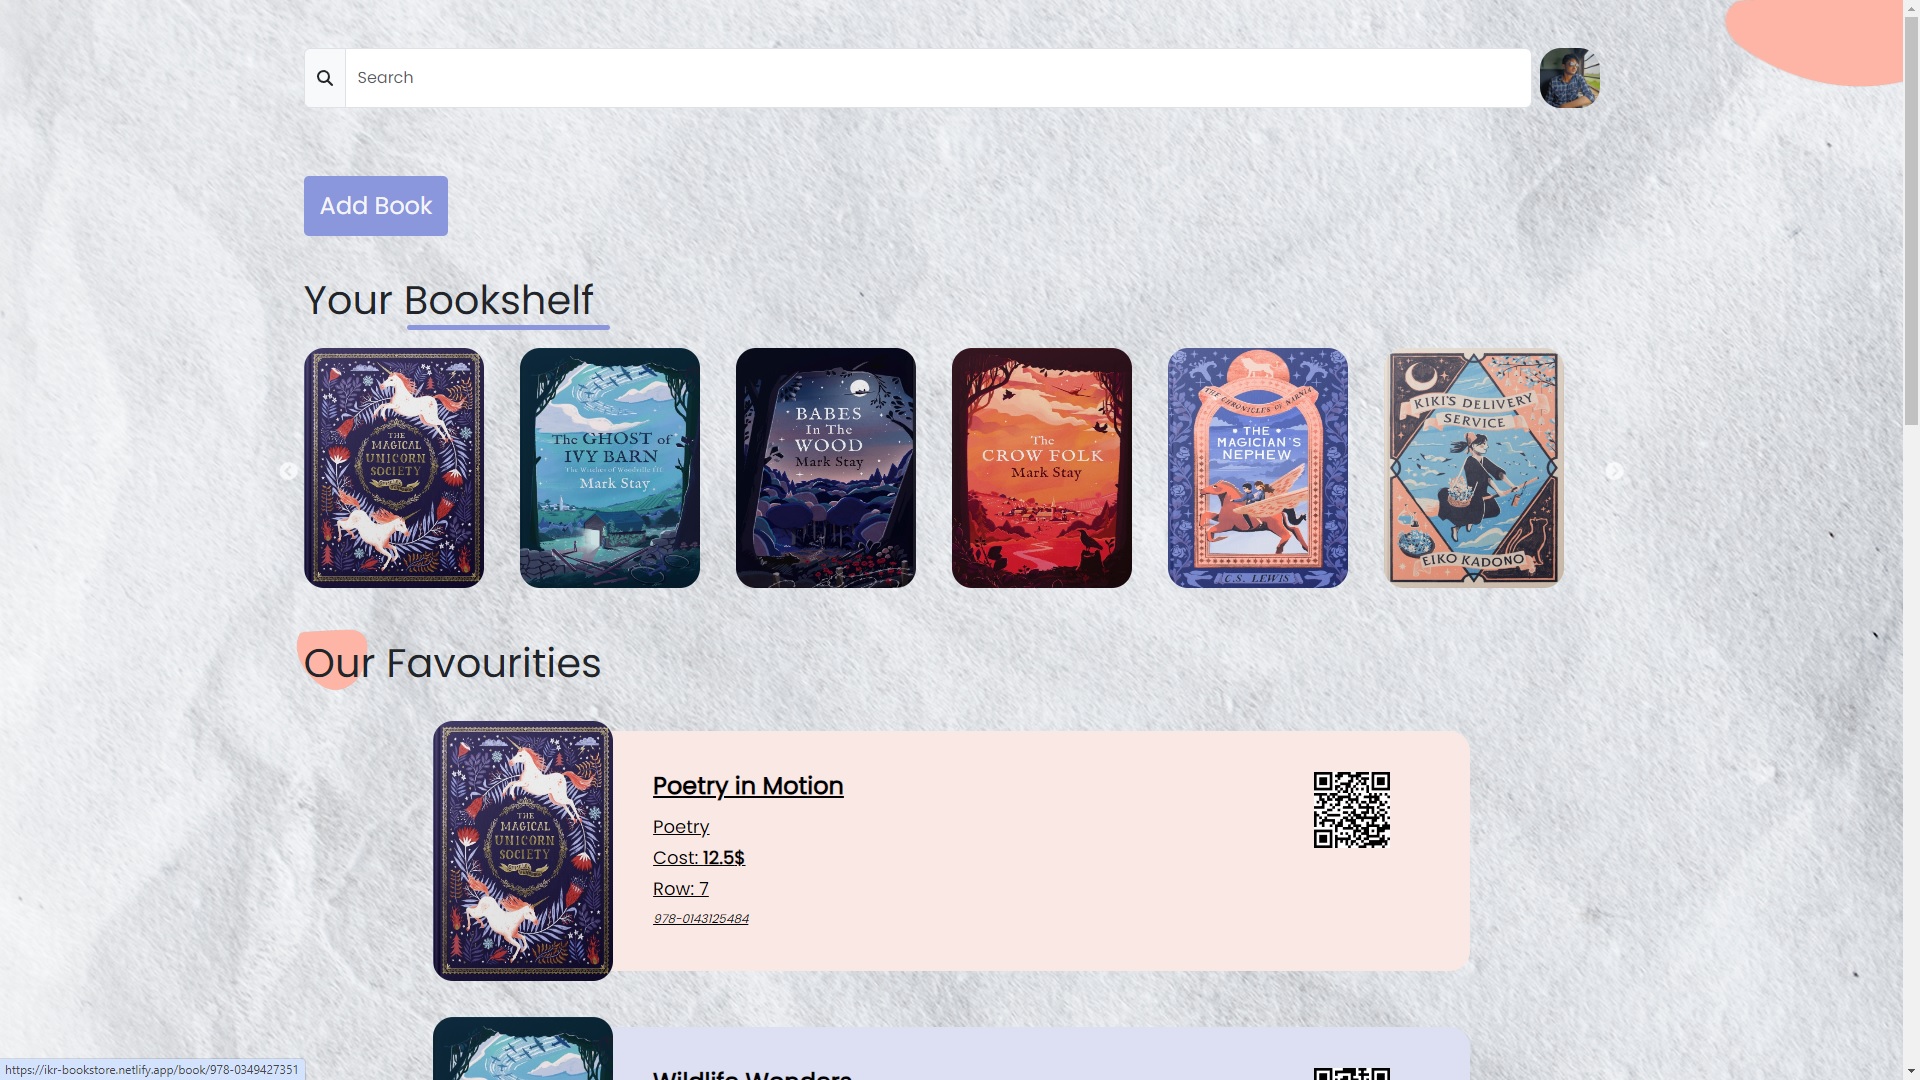 Search
Add Book
Your Bookshelf
THE
MAGICAL
UNICORN
SOCIETY
The GHOST of
IVY BARN
The Witches of Woodville III
Mark Stay
BABES
In The
WOOD
Mark Stay
The
CROW FOLK
Mark Stay
THE CHRONICLES OF NARNIA
• THE •
MAGICIAN'S
NEPHEW
C.S. LEWIS
KIKI'S DELIVERY
SERVICE
EIKO KADONO
Our Favourities
THE
MAGICAL
UNICORN
SOCIETY
Poetry in Motion
Poetry
Cost: 12.5$
Row: 7
978-0143125484
Wildlife Wonders
https://ikr-bookstore.netlify.app/book/978-0349427351